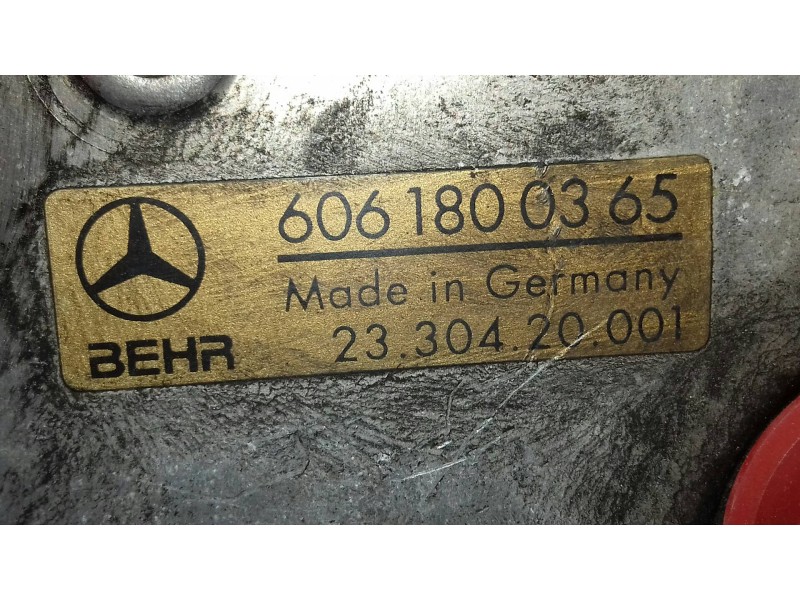 606 180 03 65
Made in Germany
BEHR 23.304.20.001